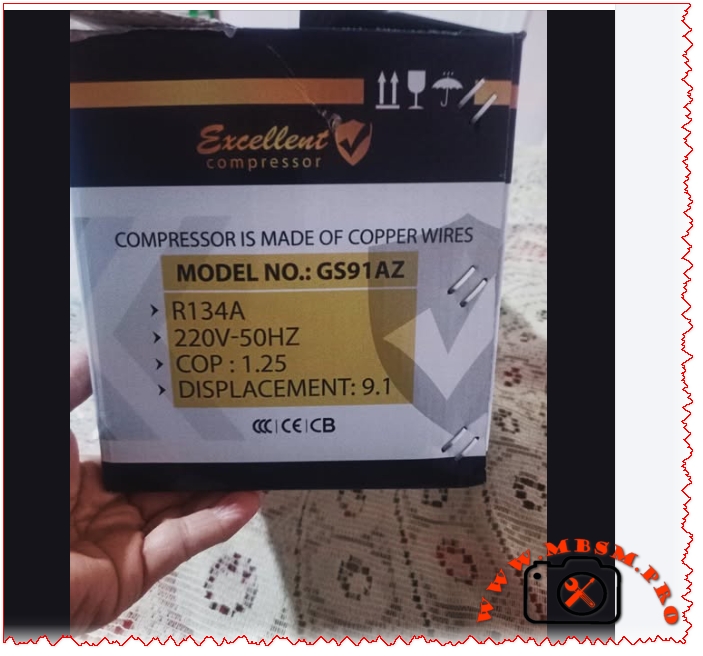 Excellent
compressor
COMPRESSOR IS MADE OF COPPER WIRES
MODEL NO.: GS91AZ
R134A
220V-50HZ
COP : 1.25
DISPLACEMENT: 9.1
CCC | CE | CB
WWW.MBSM.PRO